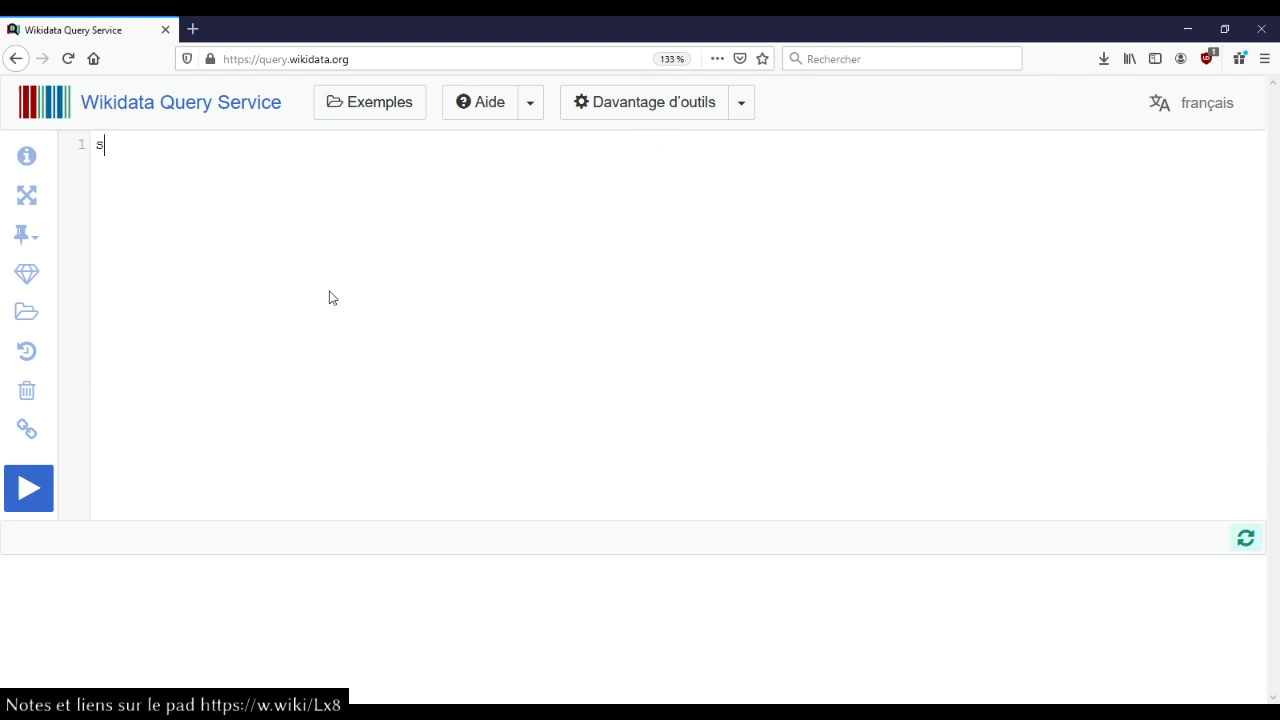 Wikidata Query Service
https://query.wikidata.org
133 %
Rechercher
1
Wikidata Query Service
Exemples
Aide
Davantage d'outils
français
1
s
Notes et liens sur le pad https://w.wiki/Lx8